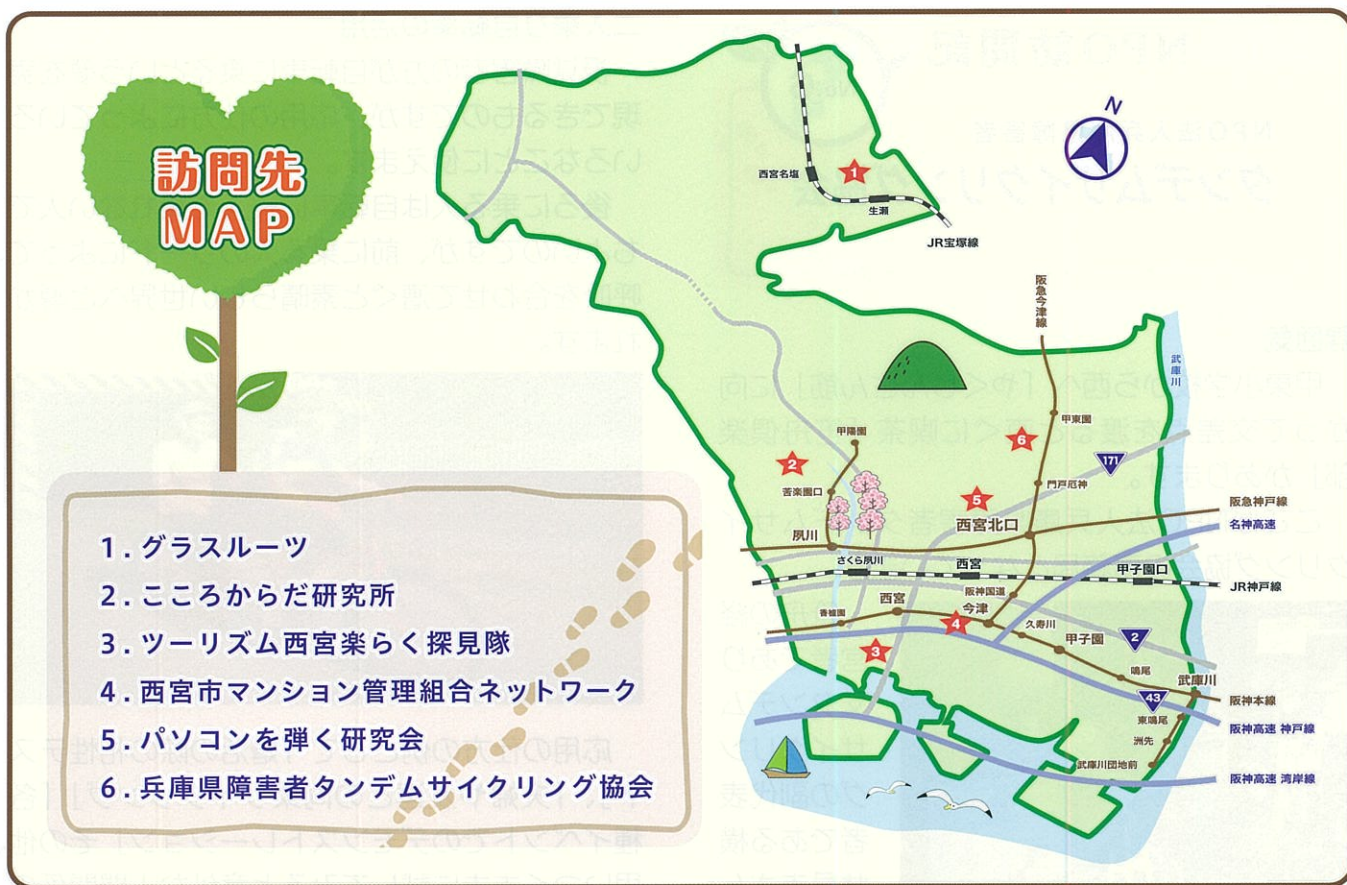 訪問先
MAP
1. グラスルーツ
2. こころからだ研究所
3. ツーリズム西宮楽らく探見隊
4. 西宮市マンション管理組合ネットワーク
5. パソコンを弾く研究会
6. 兵庫県障害者タンデムサイクリング協会
N
1
西宮名塩
生瀬
JR宝塚線
阪急今津線
武庫川
甲東園
6
甲陽園
2
171
苦楽園口
5
門戸厄神
阪急神戸線
西宮北口
名神高速
夙川
さくら夙川
西宮
甲子園口
JR神戸線
阪神国道
香櫨園
西宮
今津
4
久寿川
2
甲子園
3
鳴尾
武庫川
43
阪神本線
東鳴尾
阪神高速 神戸線
洲先
武庫川団地前
阪神高速 湾岸線